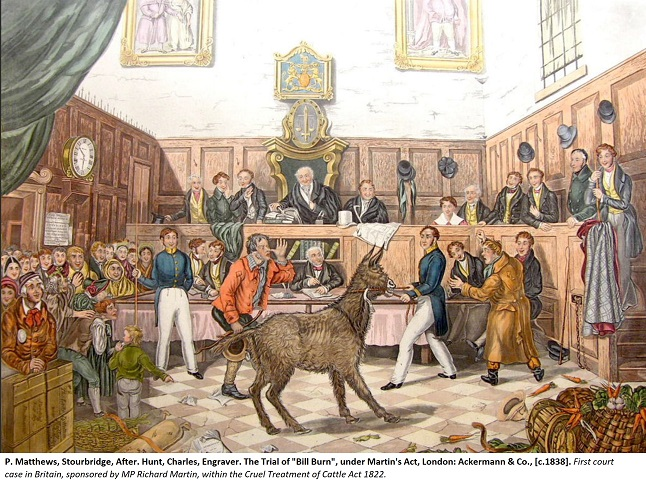 P. Matthews, Stourbridge, After. Hunt, Charles, Engraver. The Trial of "Bill Burn", under Martin's Act, London: Ackermann & Co., [c.1838]. First court
case in Britain, sponsored by MP Richard Martin, within the Cruel Treatment of Cattle Act 1822.